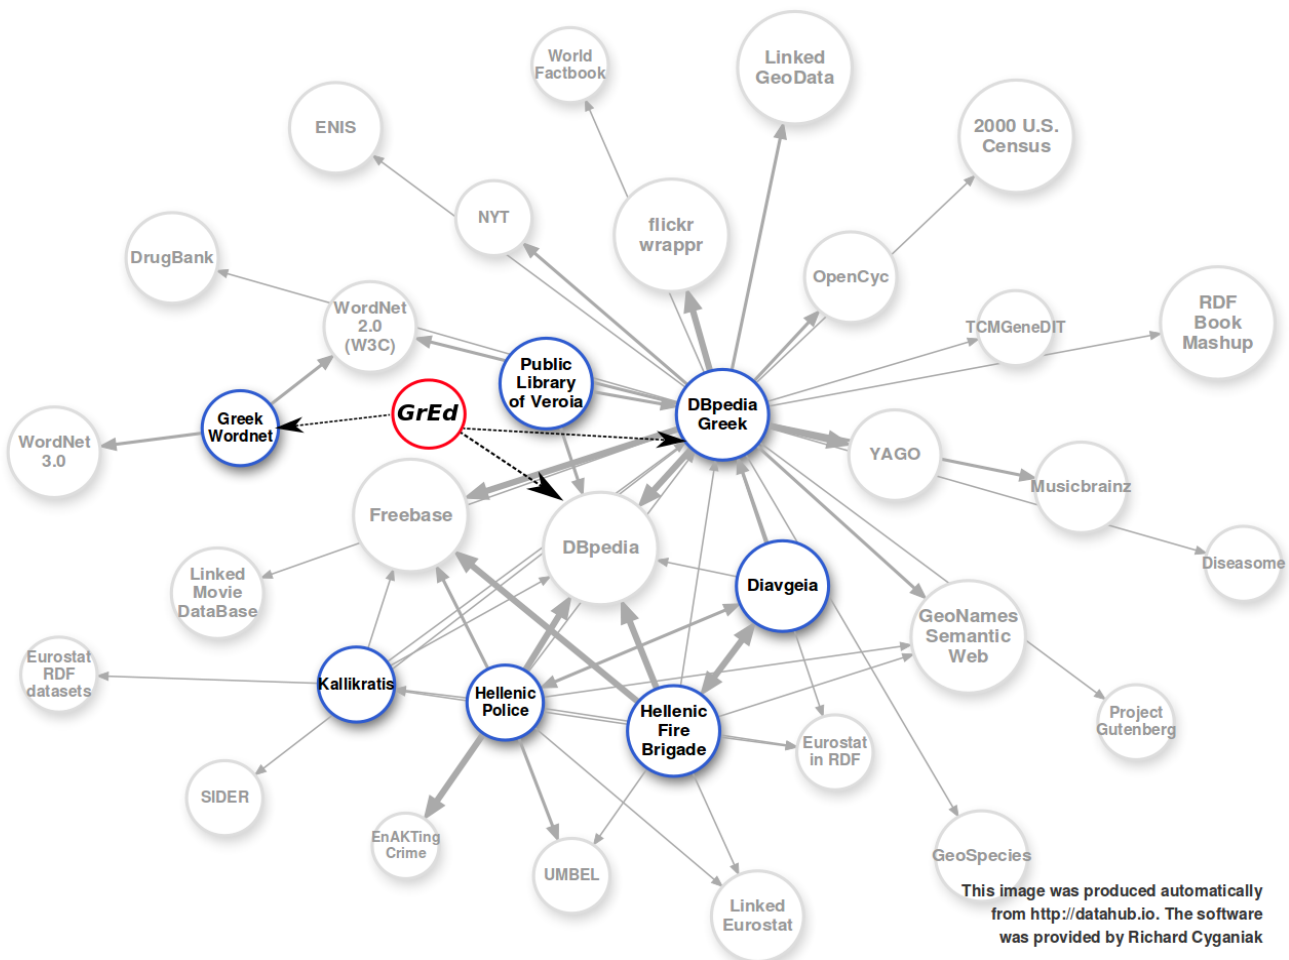 World
Factbook
Linked
GeoData
ENIS
2000 U.S.
Census
NYT
flickr
wrappr
DrugBank
OpenCyc
WordNet
2.0
(W3C)
TCMGeneDIT
RDF
Book
Mashup
Public
Library
of Veroia
GrEd
DBpedia
Greek
Greek
Wordnet
WordNet
3.0
YAGO
Musicbrainz
Freebase
DBpedia
Diseasome
Linked
Movie
DataBase
Diavgeia
GeoNames
Semantic
Web
Eurostat
RDF
datasets
Kallikratis
Hellenic
Police
Hellenic
Fire
Brigade
Project
Gutenberg
Eurostat
in RDF
SIDER
EnAKTing
Crime
UMBEL
GeoSpecies
Linked
Eurostat
This image was produced automatically
from http://datahub.io. The software
was provided by Richard Cyganiak